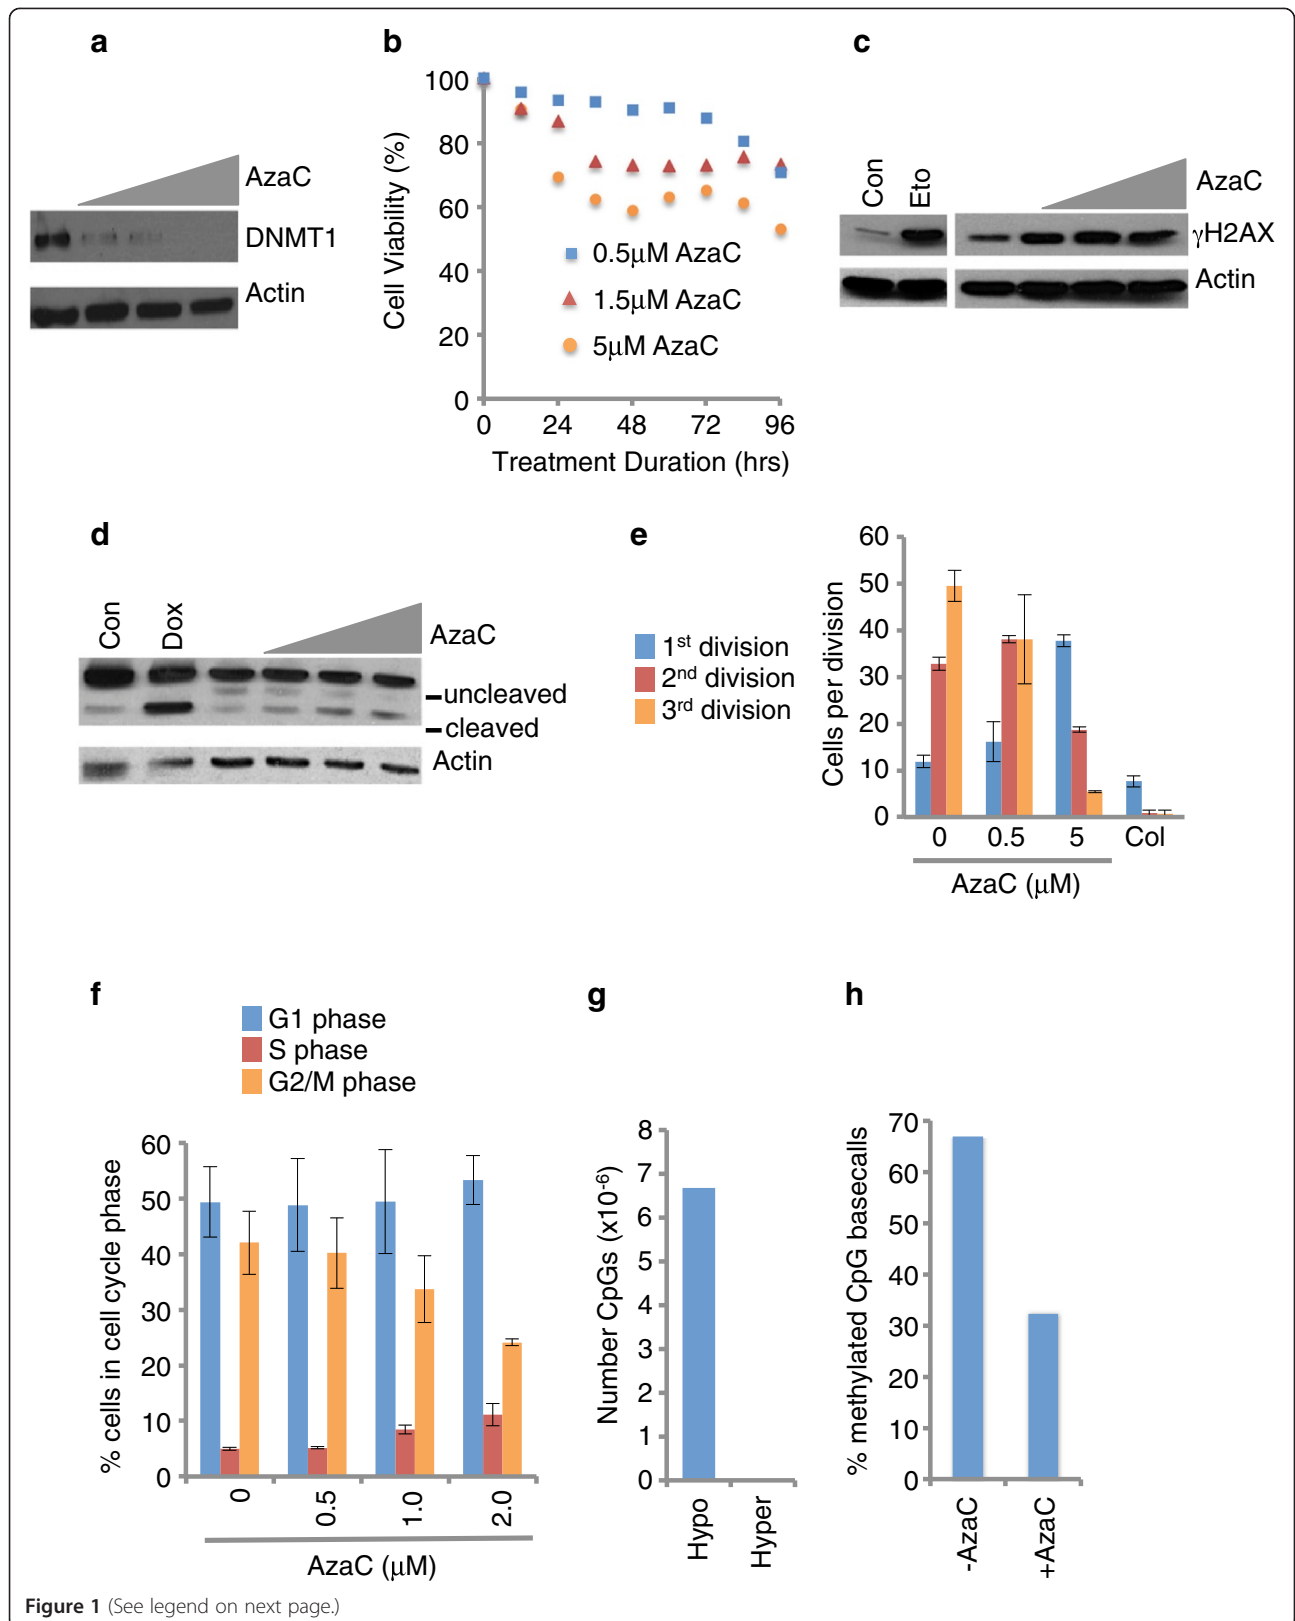 a
AzaC
DNMT1
Actin
b
Cell Viability (%)
100
80
60
40
20
0
0 24 48 72 96
Treatment Duration (hrs)
0.5μM AzaC
1.5μM AzaC
5μM AzaC
c
Con
Eto
AzaC
γH2AX
Actin
d
Con
Dox
AzaC
uncleaved
cleaved
Actin
e
1st division
2nd division
3rd division
Cells per division
60
50
40
30
20
10
0
0 0.5 5 Col
AzaC (μM)
f
G1 phase
S phase
G2/M phase
% cells in cell cycle phase
60
50
40
30
20
10
0
0 0.5 1.0 2.0
AzaC (μM)
g
Number CpGs (x10-6)
8
7
6
5
4
3
2
1
0
Hypo
Hyper
h
% methylated CpG basecalls
70
60
50
40
30
20
10
0
-AzaC
+AzaC
Figure 1 (See legend on next page.)